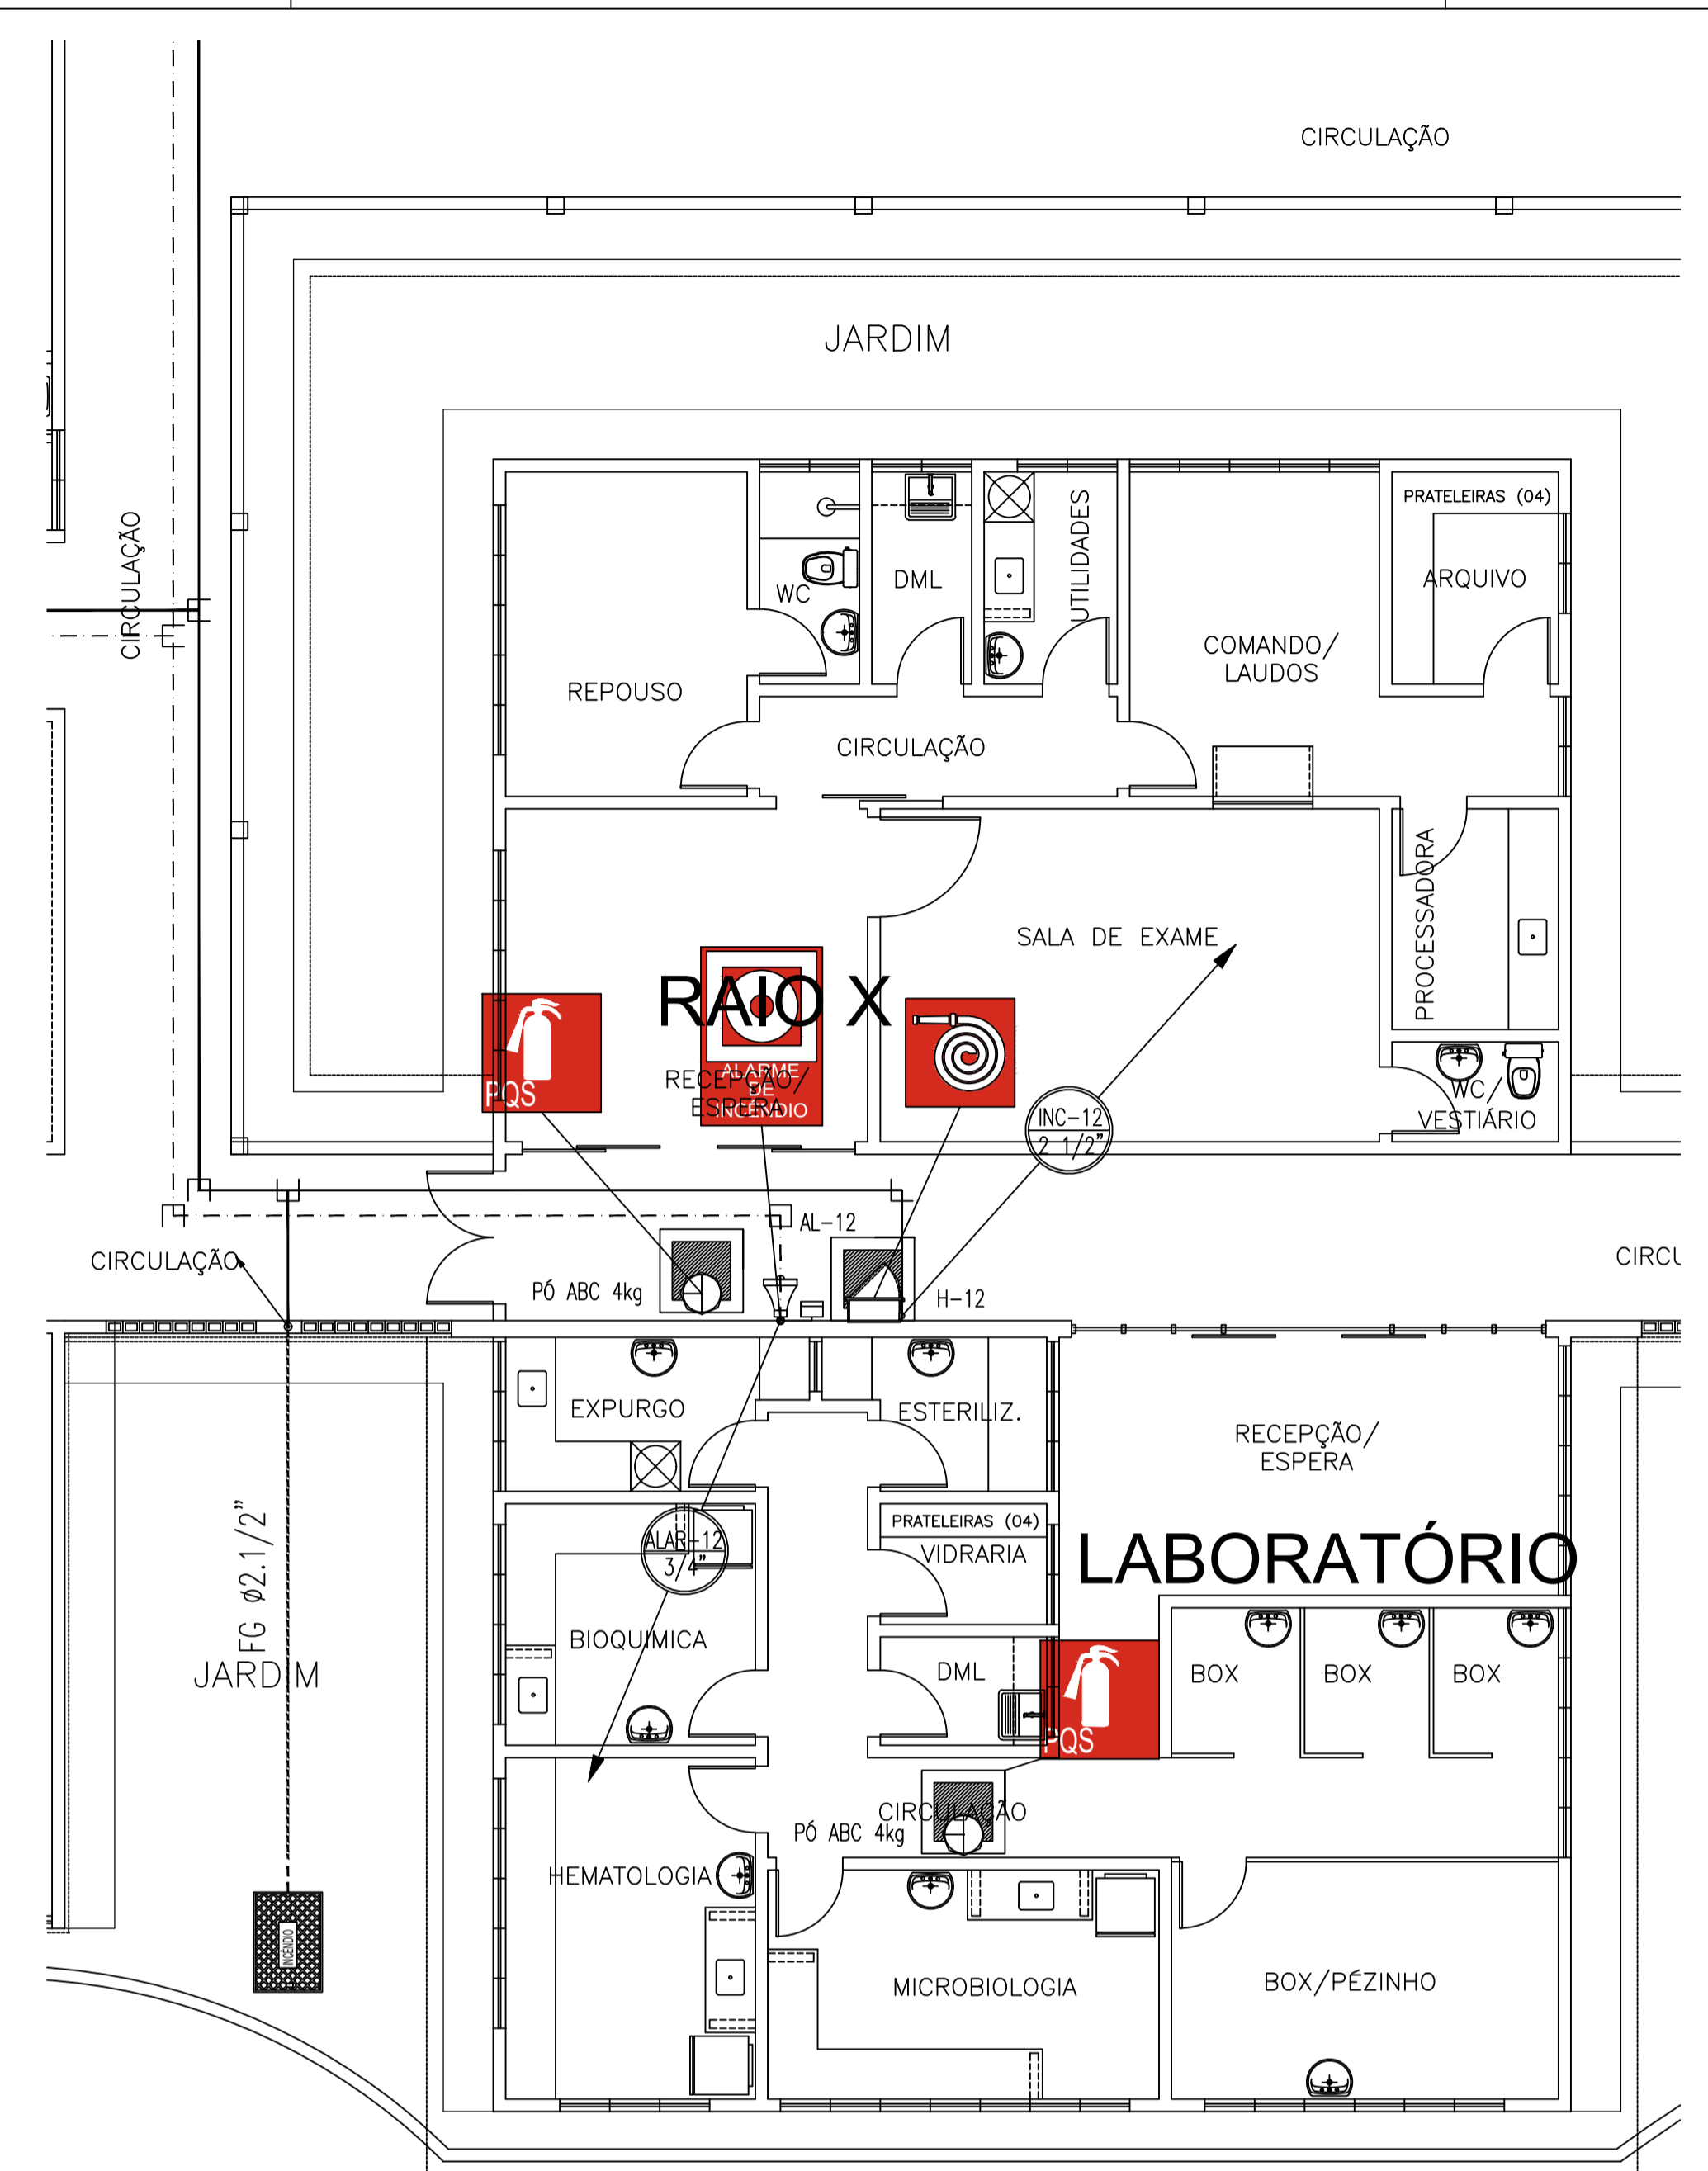 CIRCULAÇÃO
JARDIM
CIRCULAÇÃO
PRATELEIRAS (04)
UTILIDADES
WC
DML
ARQUIVO
COMANDO/
LAUDOS
REPOUSO
CIRCULAÇÃO
PROCESSADORA
SALA DE EXAME
RAIO X
PQS
ALARME
DE
INCÊNDIO
RECEPÇÃO/
ESPERA
INC-12
2 1/2"
WC/
VESTIÁRIO
AL-12
CIRCULAÇÃO
CIRCU
PÓ ABC 4kg
H-12
EXPURGO
ESTERILIZ.
RECEPÇÃO/
ESPERA
PRATELEIRAS (04)
VIDRARIA
ALAR-12
3/4"
LABORATÓRIO
FG ø2.1/2"
JARDIM
BIOQUIMICA
DML
PQS
BOX
BOX
BOX
CIRCULAÇÃO
PÓ ABC 4kg
HEMATOLOGIA
INCÊNDIO
MICROBIOLOGIA
BOX/PÉZINHO